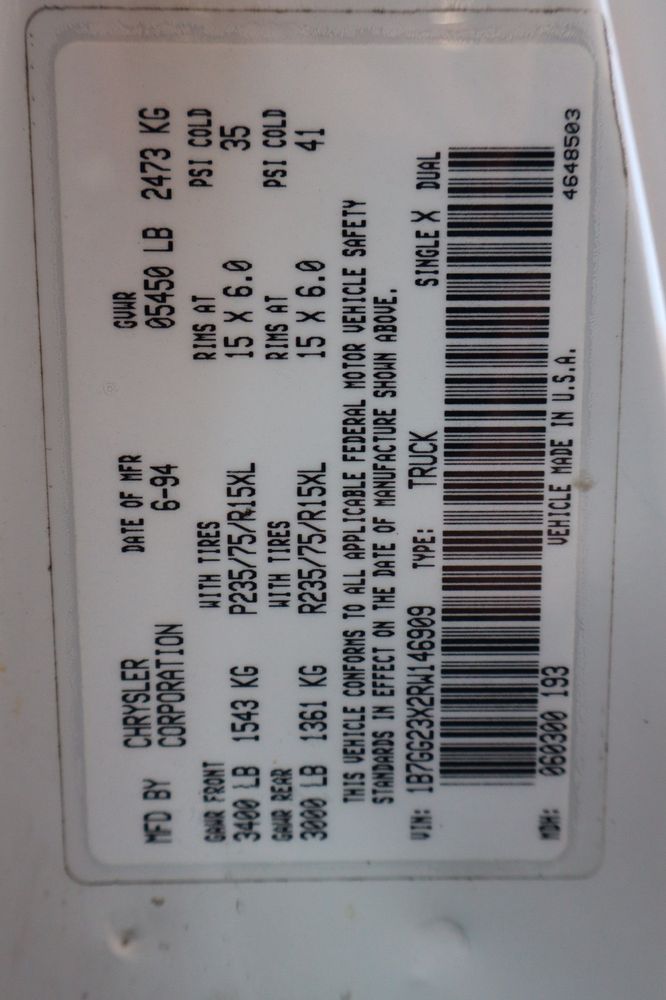 MFD BY CHRYSLER CORPORATION DATE OF MFR 6-94 GVWR 05450 LB 2473 KG
GAWR FRONT WITH TIRES RIMS AT PSI COLD
3400 LB 1543 KG P235/75/R15XL 15 X 6.0 35
GAWR REAR WITH TIRES RIMS AT PSI COLD
3000 LB 1361 KG R235/75/R15XL 15 X 6.0 41
THIS VEHICLE CONFORMS TO ALL APPLICABLE FEDERAL MOTOR VEHICLE SAFETY
STANDARDS IN EFFECT ON THE DATE OF MANUFACTURE SHOWN ABOVE.
VIN: 1B7GG23X2RW146909 TYPE: TRUCK SINGLE X DUAL
MDH: 060300 193 VEHICLE MADE IN U.S.A. 4648503